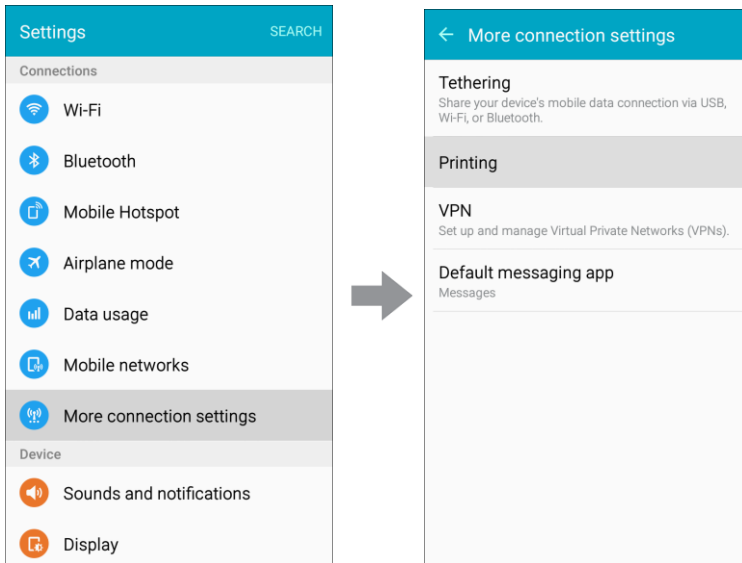 Settings
SEARCH
Connections
Wi-Fi
Bluetooth
Mobile Hotspot
Airplane mode
Data usage
Mobile networks
More connection settings
Device
Sounds and notifications
Display
More connection settings
Tethering
Share your device's mobile data connection via USB,
Wi-Fi, or Bluetooth.
Printing
VPN
Set up and manage Virtual Private Networks (VPNs).
Default messaging app
Messages